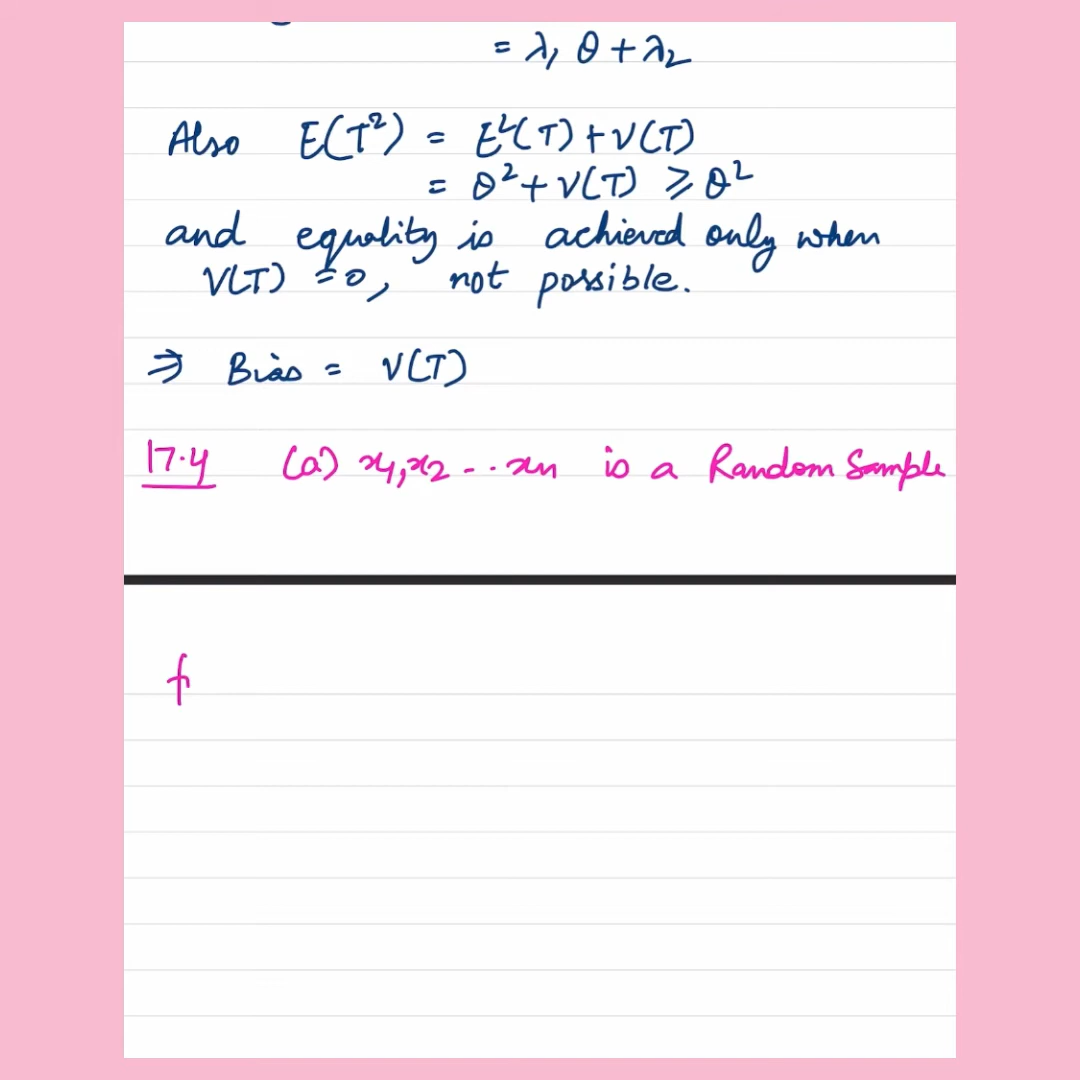 = λ₁ θ + λ₂
Also E(T²) = E²(T) + V(T)
= θ² + V(T) ≥ θ²
and equality is achieved only when
V(T) = 0, not possible.
⇒ Bias = V(T)
17.4 (a) x₁, x₂ -..xn is a Random Sample
f